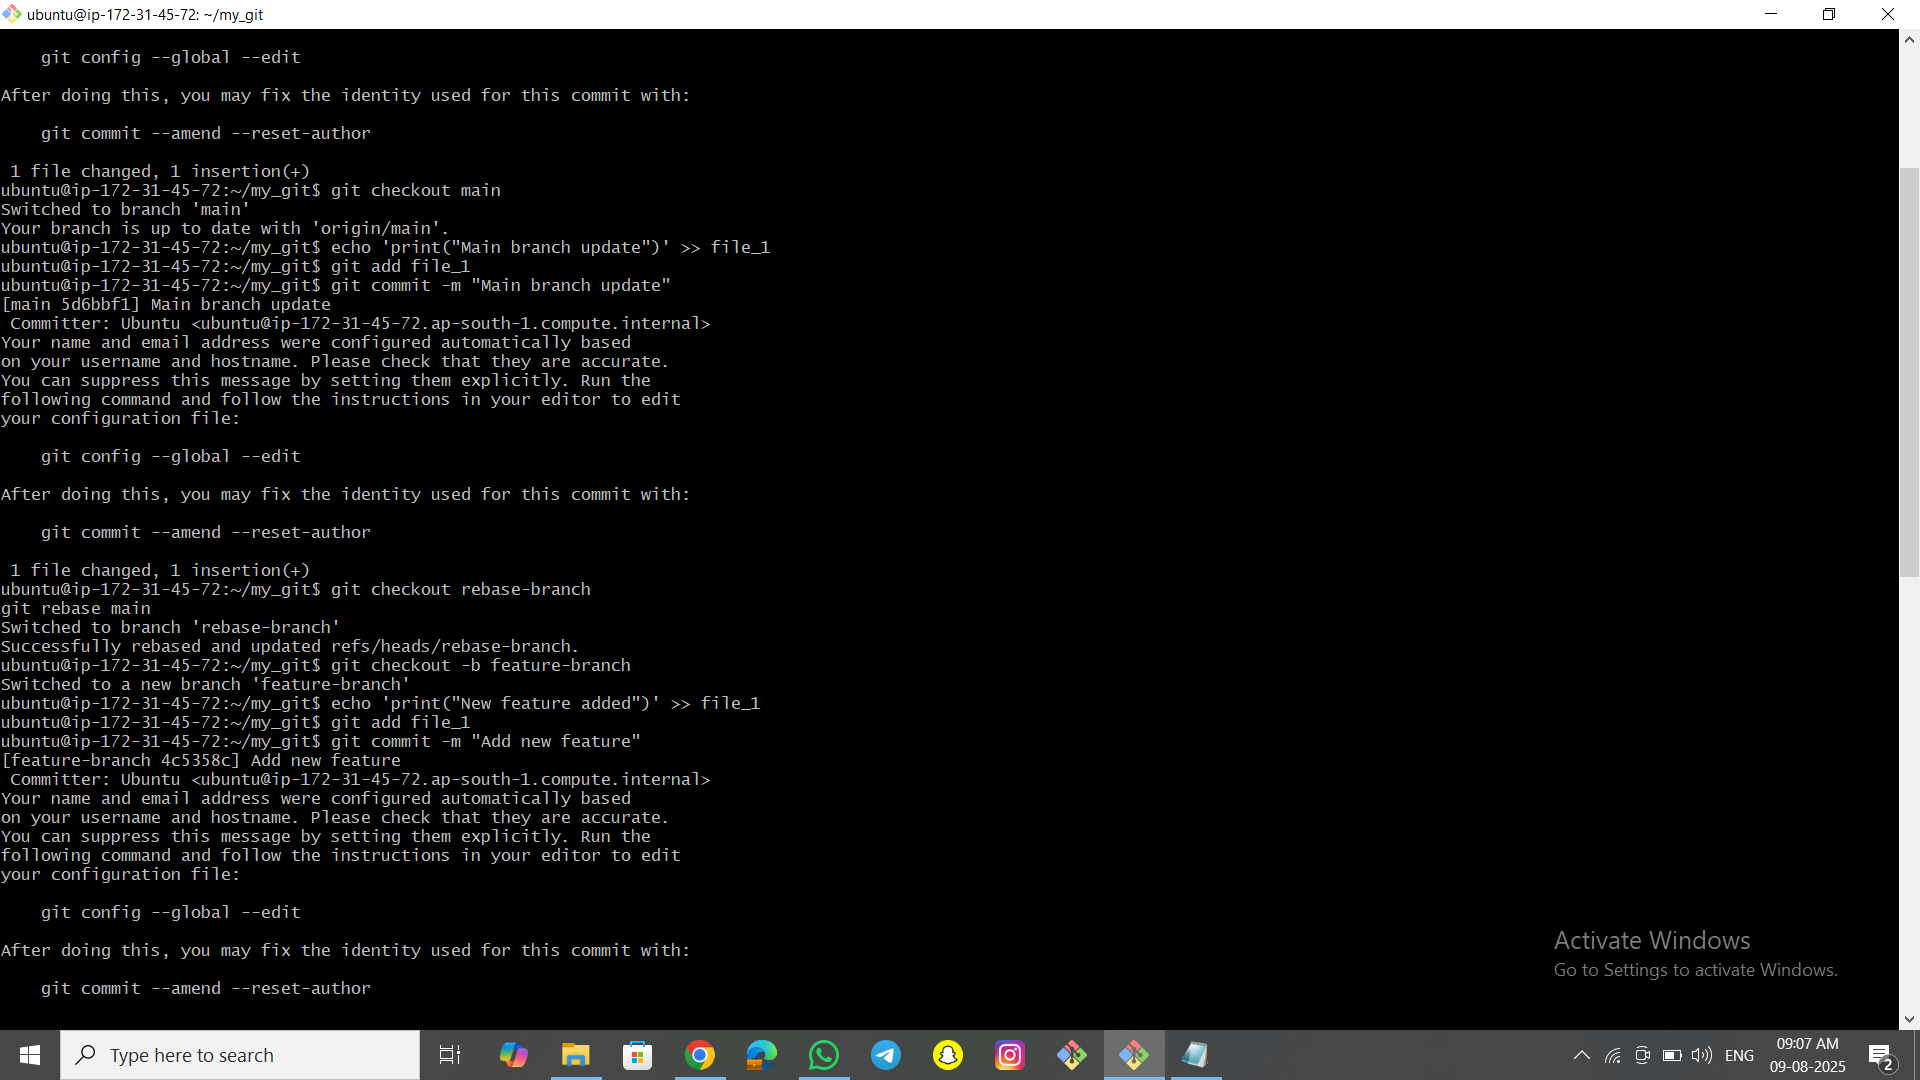 ubuntu@ip-172-31-45-72: ~/my_git
    git config --global --edit
After doing this, you may fix the identity used for this commit with:
    git commit --amend --reset-author
 1 file changed, 1 insertion(+)
ubuntu@ip-172-31-45-72:~/my_git$ git checkout main
Switched to branch 'main'
Your branch is up to date with 'origin/main'.
ubuntu@ip-172-31-45-72:~/my_git$ echo 'print("Main branch update")' >> file_1
ubuntu@ip-172-31-45-72:~/my_git$ git add file_1
ubuntu@ip-172-31-45-72:~/my_git$ git commit -m "Main branch update"
[main 5d6bbf1] Main branch update
 Committer: Ubuntu <ubuntu@ip-172-31-45-72.ap-south-1.compute.internal>
Your name and email address were configured automatically based
on your username and hostname. Please check that they are accurate.
You can suppress this message by setting them explicitly. Run the
following command and follow the instructions in your editor to edit
your configuration file:
    git config --global --edit
After doing this, you may fix the identity used for this commit with:
    git commit --amend --reset-author
 1 file changed, 1 insertion(+)
ubuntu@ip-172-31-45-72:~/my_git$ git checkout rebase-branch
git rebase main
Switched to branch 'rebase-branch'
Successfully rebased and updated refs/heads/rebase-branch.
ubuntu@ip-172-31-45-72:~/my_git$ git checkout -b feature-branch
Switched to a new branch 'feature-branch'
ubuntu@ip-172-31-45-72:~/my_git$ echo 'print("New feature added")' >> file_1
ubuntu@ip-172-31-45-72:~/my_git$ git add file_1
ubuntu@ip-172-31-45-72:~/my_git$ git commit -m "Add new feature"
[feature-branch 4c5358c] Add new feature
 Committer: Ubuntu <ubuntu@ip-172-31-45-72.ap-south-1.compute.internal>
Your name and email address were configured automatically based
on your username and hostname. Please check that they are accurate.
You can suppress this message by setting them explicitly. Run the
following command and follow the instructions in your editor to edit
your configuration file:
    git config --global --edit
After doing this, you may fix the identity used for this commit with:
    git commit --amend --reset-author
Activate Windows
Go to Settings to activate Windows.
Type here to search
ENG
09:07 AM
09-08-2025
2